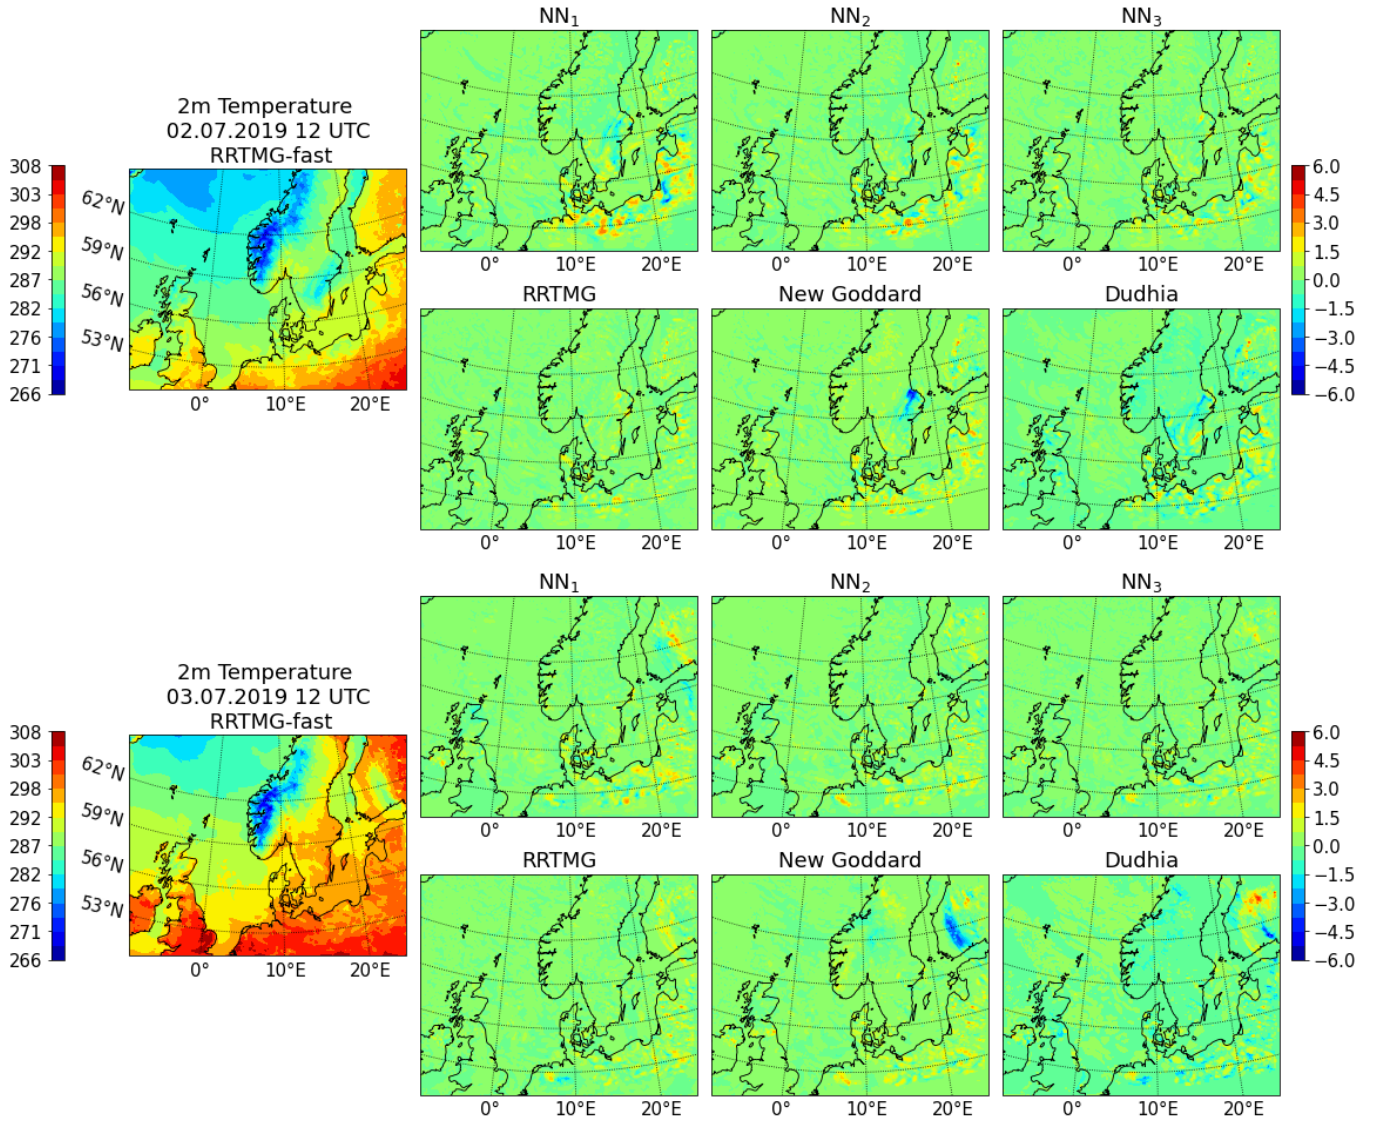 NN₁ NN₂ NN₃
2m Temperature
02.07.2019 12 UTC
RRTMG-fast
308
303
298
292
287
282
276
271
266
62°N
59°N
56°N
53°N
0° 10°E 20°E
0° 10°E 20°E
0° 10°E 20°E
0° 10°E 20°E
6.0
4.5
3.0
1.5
0.0
−1.5
−3.0
−4.5
−6.0
RRTMG New Goddard Dudhia
0° 10°E 20°E
0° 10°E 20°E
0° 10°E 20°E
NN₁ NN₂ NN₃
2m Temperature
03.07.2019 12 UTC
RRTMG-fast
308
303
298
292
287
282
276
271
266
62°N
59°N
56°N
53°N
0° 10°E 20°E
0° 10°E 20°E
0° 10°E 20°E
0° 10°E 20°E
6.0
4.5
3.0
1.5
0.0
−1.5
−3.0
−4.5
−6.0
RRTMG New Goddard Dudhia
0° 10°E 20°E
0° 10°E 20°E
0° 10°E 20°E